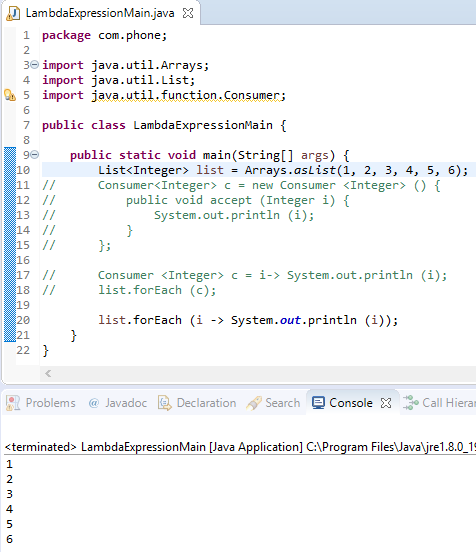 LambdaExpressionMain.java
1 package com.phone;
2
3 import java.util.Arrays;
4 import java.util.List;
5 import java.util.function.Consumer;
6
7 public class LambdaExpressionMain {
8
9 public static void main(String[] args) {
10 List<Integer> list = Arrays.asList(1, 2, 3, 4, 5, 6);
11 // Consumer<Integer> c = new Consumer <Integer> () {
12 // public void accept (Integer i) {
13 // System.out.println (i);
14 // }
15 // };
16
17 // Consumer <Integer> c = i-> System.out.println (i);
18 // list.forEach (c);
19
20 list.forEach (i -> System.out.println (i));
21 }
22 }
Problems @ Javadoc Declaration Search Console Call Hierar
<terminated> LambdaExpressionMain [Java Application] C:\Program Files\Java\jre1.8.0_19
1
2
3
4
5
6